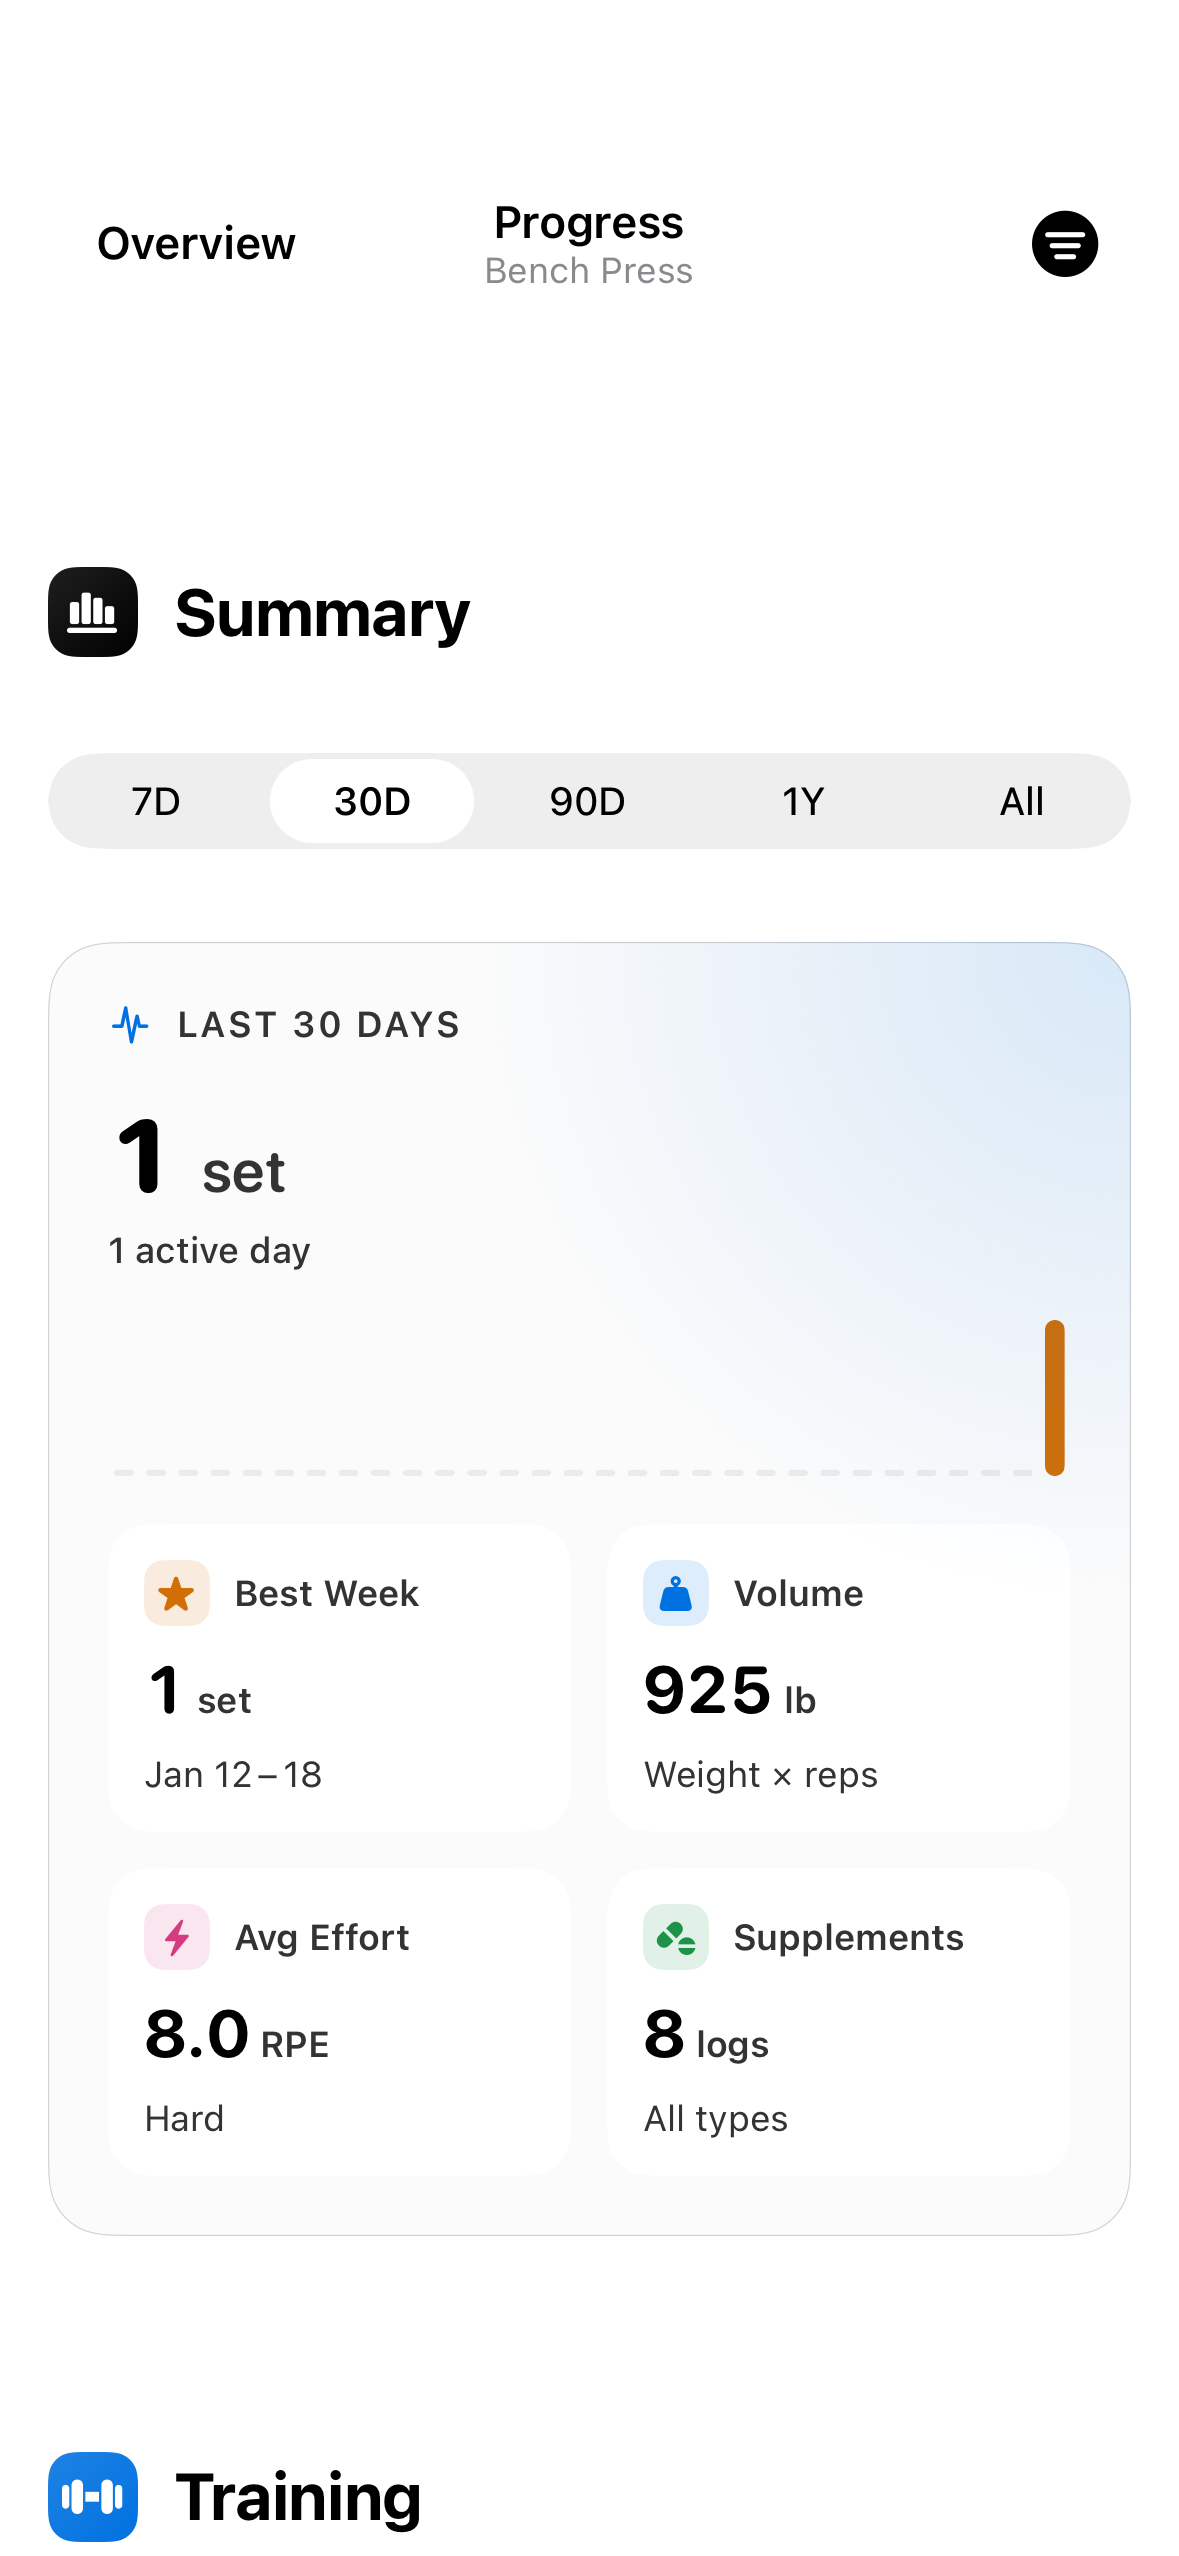 Overview
Progress
Bench Press
Summary
7D 30D 90D 1Y All
LAST 30 DAYS
1 set
1 active day
Best Week
1 set
Jan 12 – 18
Volume
925 lb
Weight × reps
Avg Effort
8.0 RPE
Hard
Supplements
8 logs
All types
Training